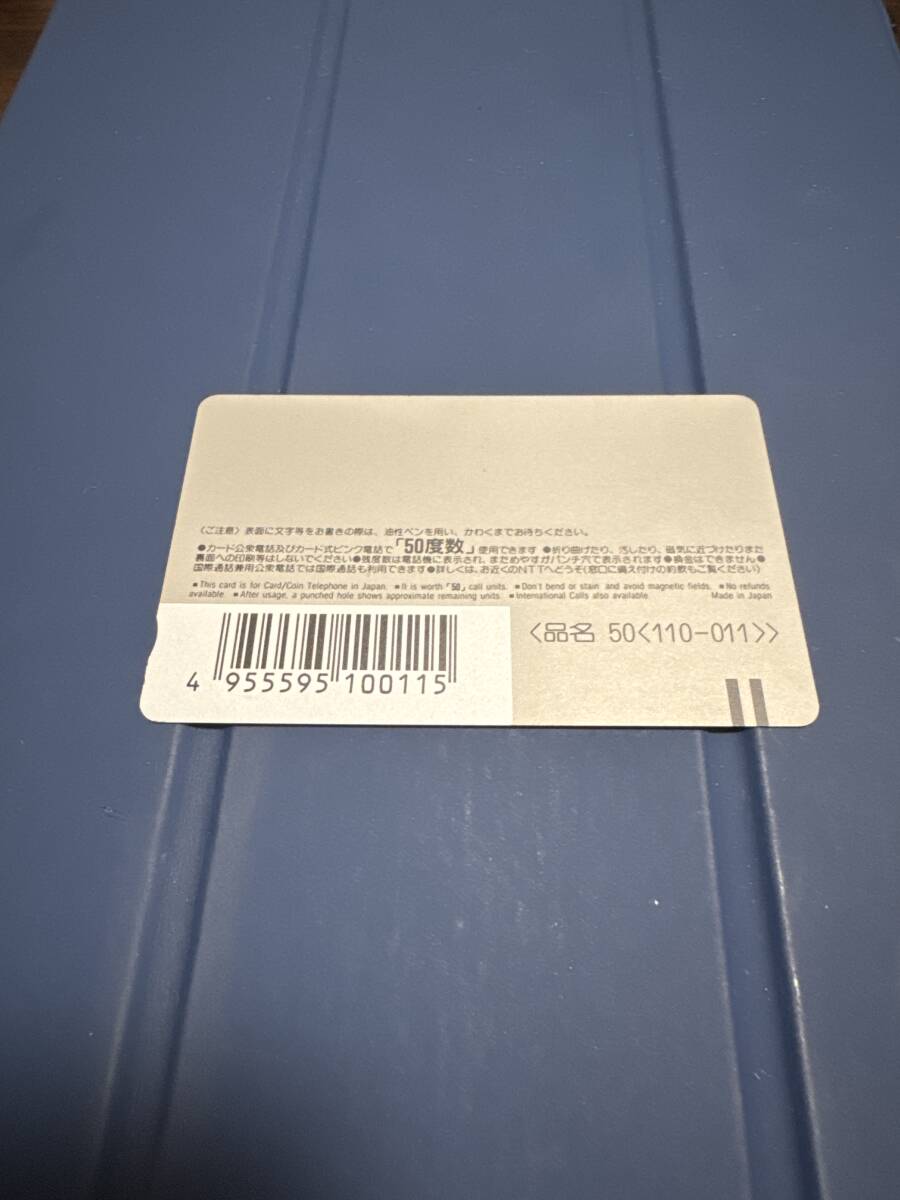 〈ご注意〉表面に文字等をお書きの際は、油性ペンを用い、かわくまでお待ちください。
●カード公衆電話及びカード式ピンク電話で「50度数」使用できます ●折り曲げたり、汚したり、磁気に近づけたりまた
裏面への印刷等はしないでください●残度数は電話機に表示され、まためやすがパンチ穴で表示されます●換金はできません●
国際通話兼用公衆電話では国際通話も利用できます●詳しくは、お近くのNTTへどうぞ(窓口に備え付けの約款もご覧ください)
■This card is for Card/Coin Telephone in Japan. ■It is worth「50」call units. ■Don't bend or stain and avoid magnetic fields. ■No refunds
available ■After usage, a punched hole shows approximate remaining units. ■International Calls also available. Made in Japan
〈品名 50〈110-011〉〉
4 955595 100115